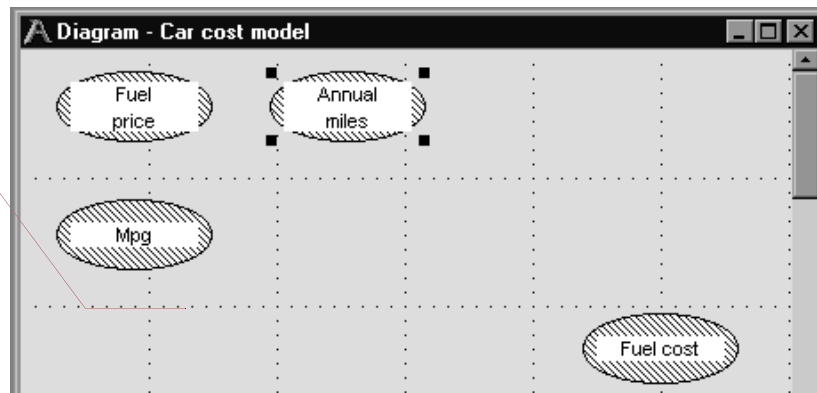 Diagram - Car cost model
Fuel
price
Annual
miles
Mpg
Fuel cost